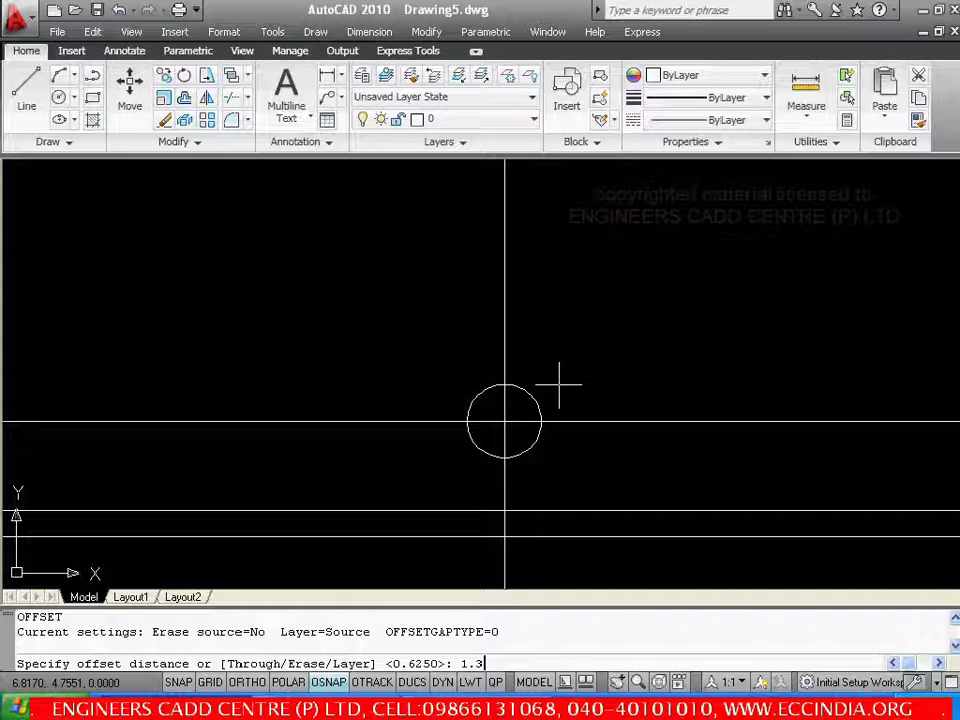 AutoCAD 2010 Drawing5.dwg
Type a keyword or phrase
File Edit View Insert Format Tools Draw Dimension Modify Parametric Window Help Express
Home Insert Annotate Parametric View Manage Output Express Tools
Line Move Multiline Text Unsaved Layer State 0 Insert ByLayer ByLayer ByLayer Measure Paste
Draw Modify Annotation Layers Block Properties Utilities Clipboard
copyrighted material licensed to
ENGINEERS CADD CENTRE (P) LTD
Y
X
Model Layout1 Layout2
OFFSET
Current settings: Erase source=No Layer=Source OFFSETGAPTYPE=0
Specify offset distance or [Through/Erase/Layer] <0.6250>: 1.3
6.8170, 4.7551, 0.0000 SNAP GRID ORTHO POLAR OSNAP OTRACK DUCS DYN LWT QP MODEL 1:1 Initial Setup Worksp
ENGINEERS CADD CENTRE (P) LTD, CELL:09866131068, 040-40101010, WWW.ECCINDIA.ORG